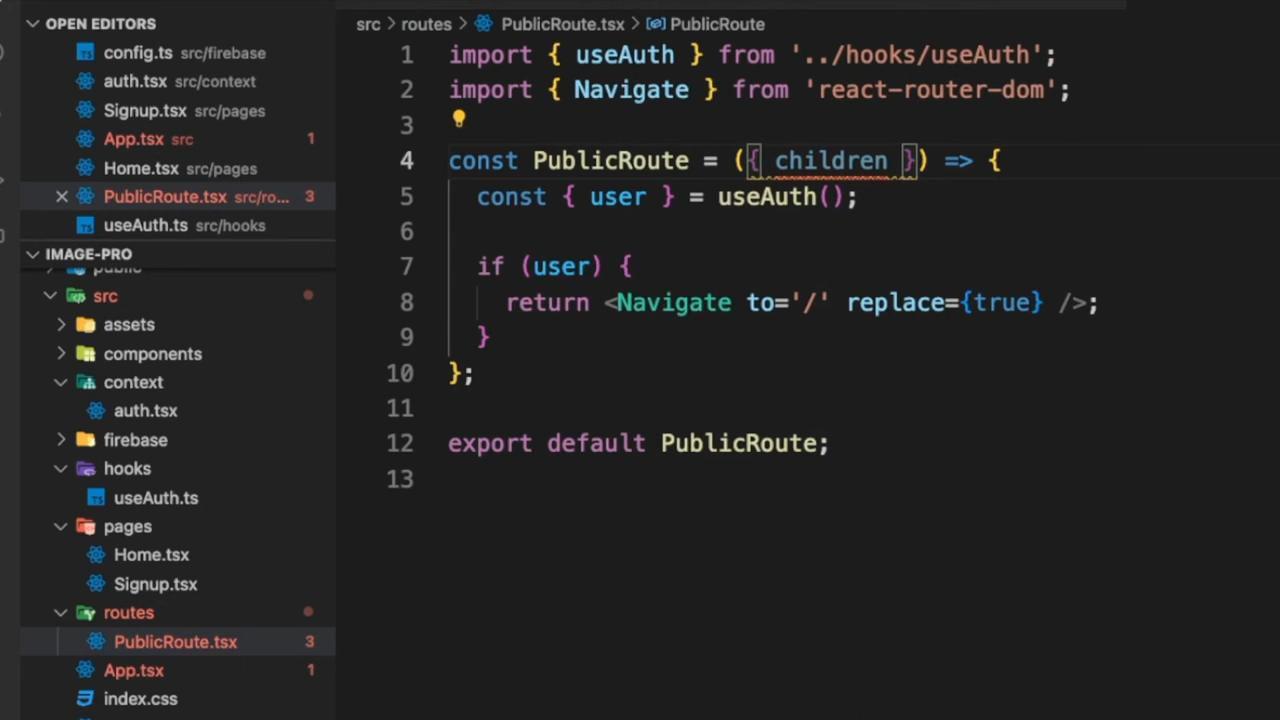 OPEN EDITORS
config.ts src/firebase
auth.tsx src/context
Signup.tsx src/pages
App.tsx src 1
Home.tsx src/pages
PublicRoute.tsx src/ro... 3
useAuth.ts src/hooks
IMAGE-PRO
public
src
assets
components
context
auth.tsx
firebase
hooks
useAuth.ts
pages
Home.tsx
Signup.tsx
routes
PublicRoute.tsx 3
App.tsx 1
index.css
src > routes > PublicRoute.tsx > PublicRoute
1 import { useAuth } from '../hooks/useAuth';
2 import { Navigate } from 'react-router-dom';
3
4 const PublicRoute = ({ children }) => {
5 const { user } = useAuth();
6
7 if (user) {
8 return <Navigate to='/' replace={true} />;
9 }
10 };
11
12 export default PublicRoute;
13